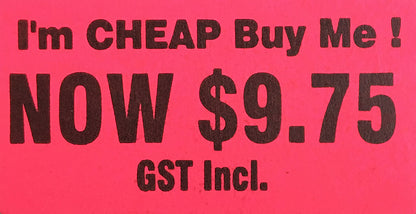 I'm CHEAP Buy Me !
NOW $9.75
GST Incl.